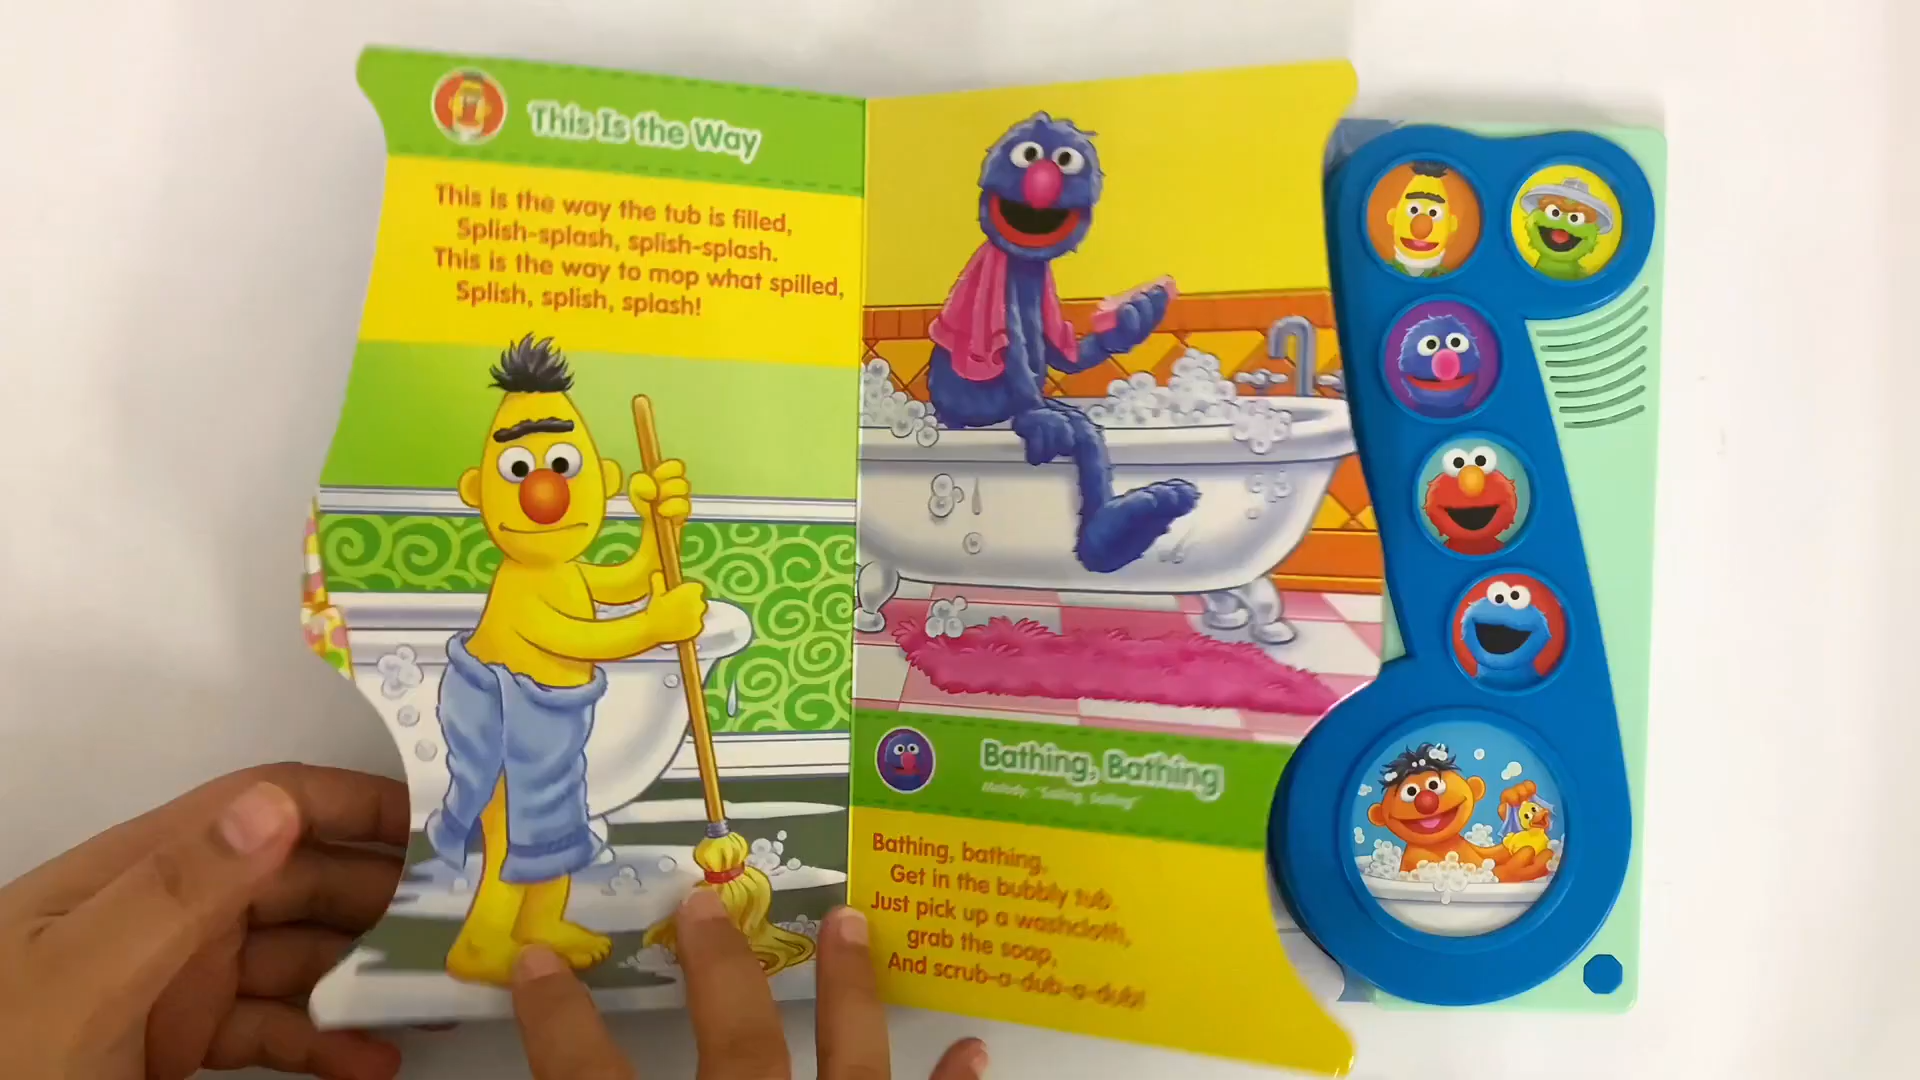 This Is the Way
This is the way the tub is filled,
Splish-splash, splish-splash.
This is the way to mop what spilled,
Splish, splish, splash!
Bathing, Bathing
Melody: "Sailing, Sailing"
Bathing, bathing,
Get in the bubbly tub.
Just pick up a washcloth,
grab the soap,
And scrub-a-dub-a-dub!